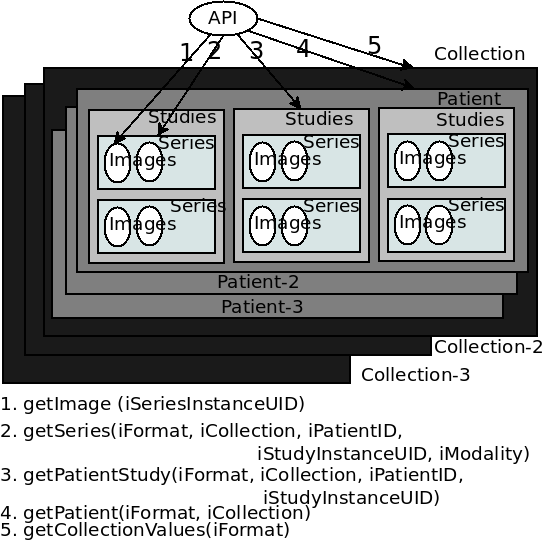 API
1 2 3 4 5
Collection
Patient
Studies Studies Studies
Series Series Series
Images Images Images
Series Series Series
Images Images Images
Patient-2
Patient-3
Collection-2
Collection-3
1. getImage (iSeriesInstanceUID)
2. getSeries(iFormat, iCollection, iPatientID,
iStudyInstanceUID, iModality)
3. getPatientStudy(iFormat, iCollection, iPatientID,
iStudyInstanceUID)
4. getPatient(iFormat, iCollection)
5. getCollectionValues(iFormat)